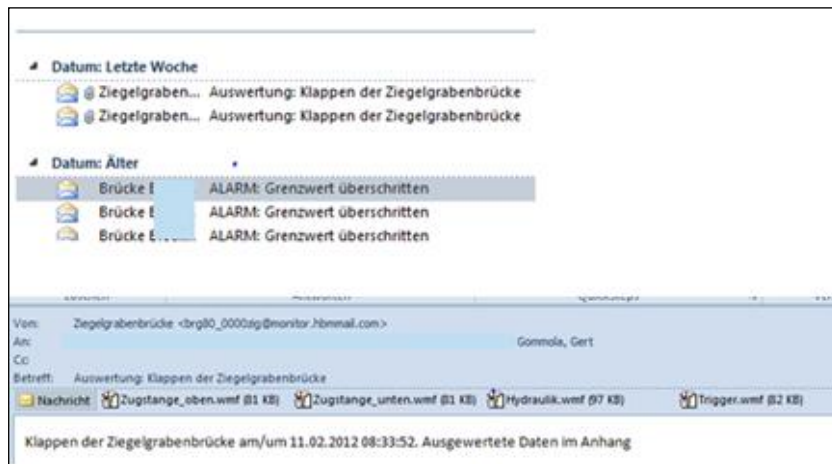 Datum: Letzte Woche
Ziegelgraben... Auswertung: Klappen der Ziegelgrabenbrücke
Ziegelgraben... Auswertung: Klappen der Ziegelgrabenbrücke
Datum: Älter
Brücke ALARM: Grenzwert überschritten
Brücke ALARM: Grenzwert überschritten
Brücke ALARM: Grenzwert überschritten
Löschen Antworten QuickSteps
Von: Ziegelgrabenbrücke <brg80_0000zig@monitor.hbmmail.com>
An: Gommola, Gert
Cc:
Betreff: Auswertung: Klappen der Ziegelgrabenbrücke
Nachricht Zugstange_oben.wmf (81 KB) Zugstange_unten.wmf (81 KB) Hydraulik.wmf (97 KB) Trigger.wmf (82 KB)
Klappen der Ziegelgrabenbrücke am/um 11.02.2012 08:33:52. Ausgewertete Daten im Anhang